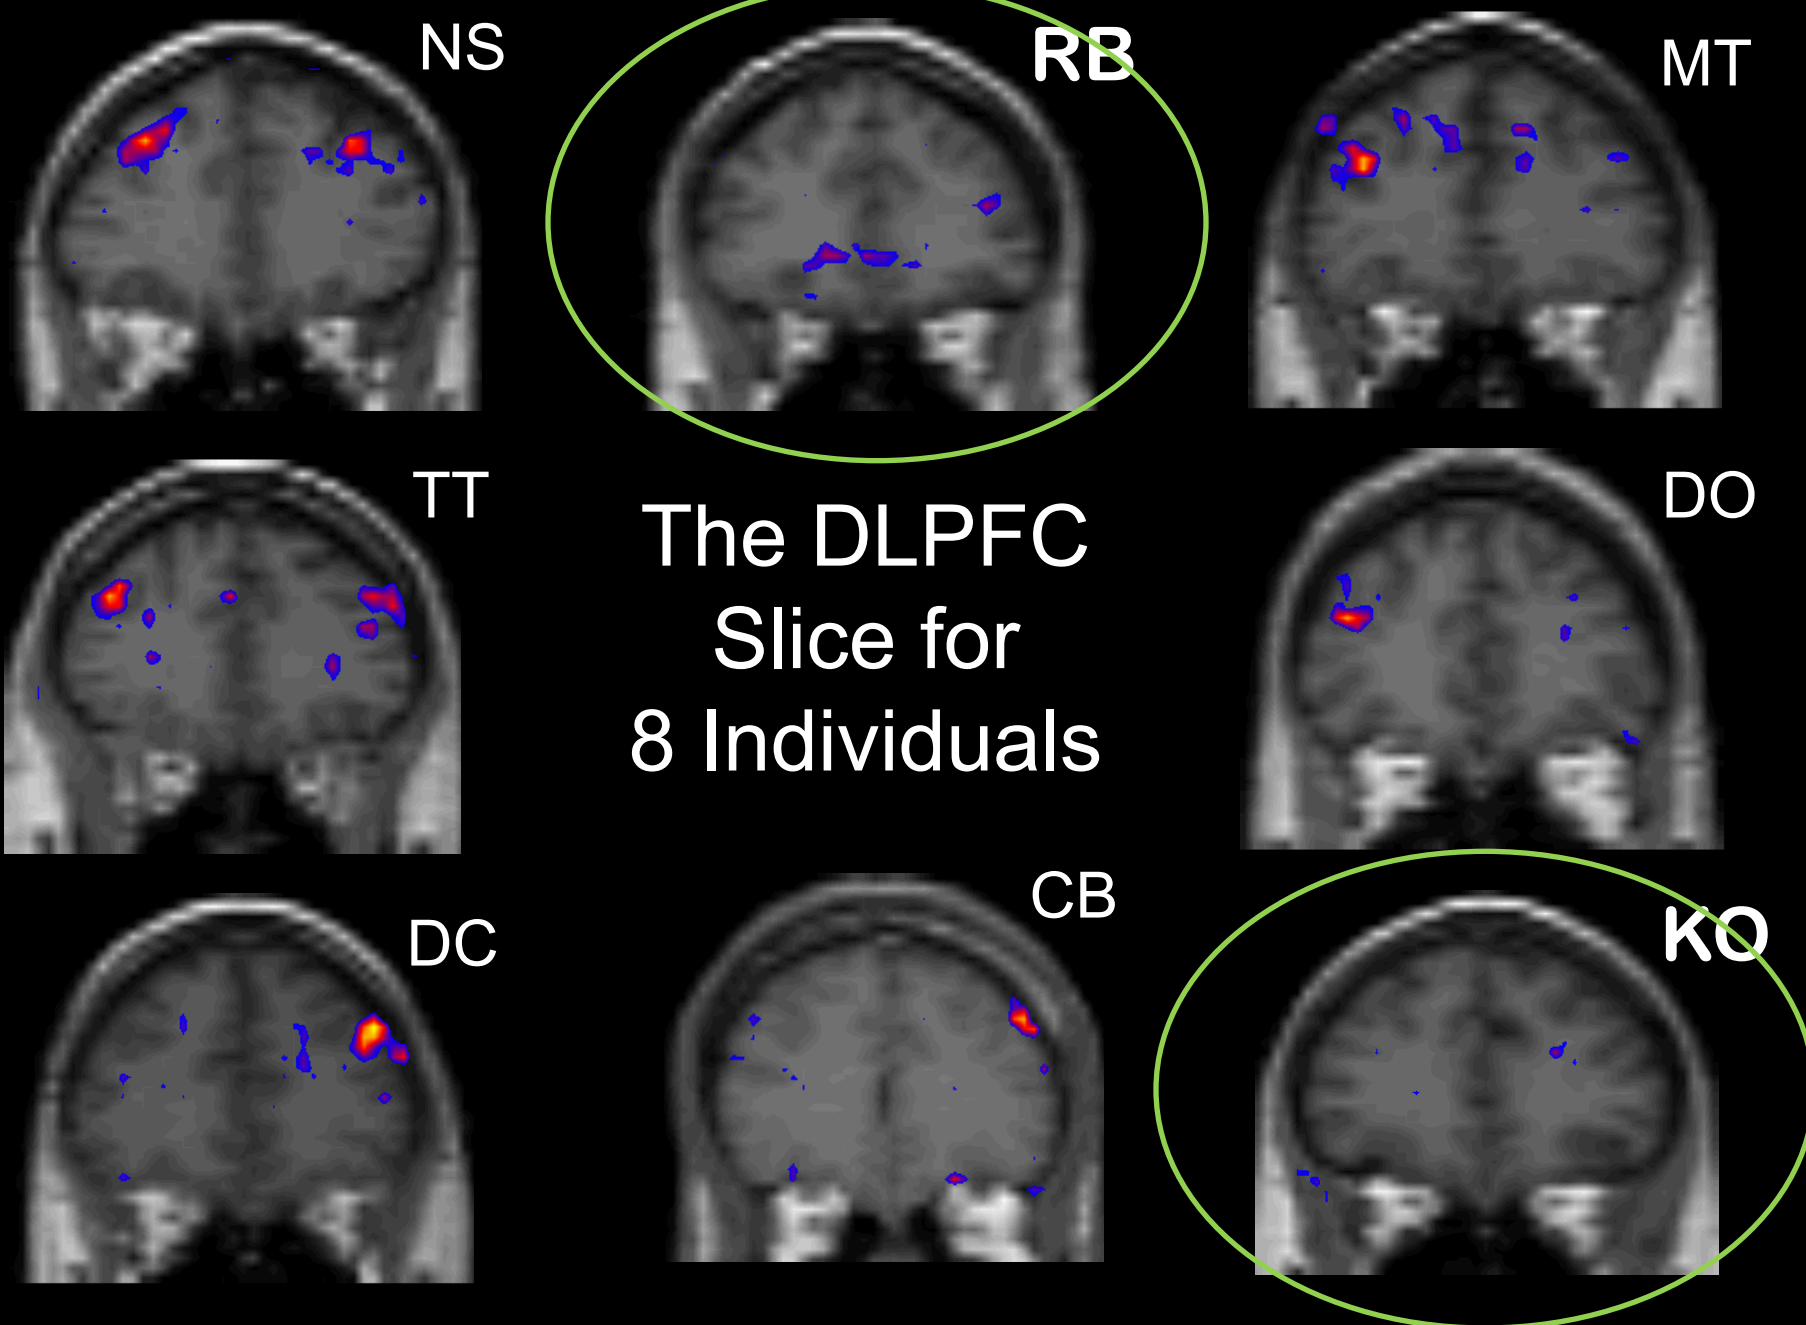 NS
RB
MT
TT
DO
The DLPFC
Slice for
8 Individuals
DC
CB
KO